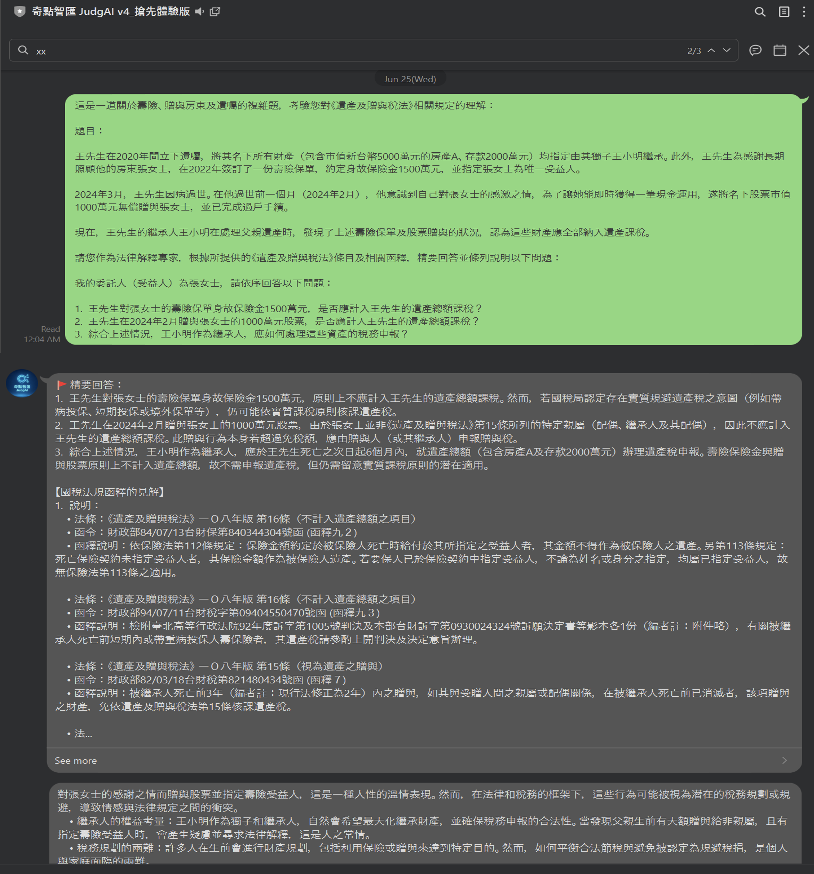 奇點智匯 JudgAI v4 搶先體驗版
xx
2/3
Jun 25(Wed)
這是一道關於壽險、贈與房東及遺囑的複雜題，考驗您對《遺產及贈與稅法》相關規定的理解：
題目：
王先生在2020年間立下遺囑，將其名下所有財產（包含市值新台幣5000萬元的房產A、存款2000萬元）均指定由其獨子王小明繼承。此外，王先生為感謝長期
照顧他的房東張女士，在2022年簽訂了一份壽險保單，約定身故保險金1500萬元，並指定張女士為唯一受益人。
2024年3月，王先生因病過世。在他過世前一個月（2024年2月），他意識到自己對張女士的感激之情，為了讓她能即時獲得一筆現金運用，遂將名下股票市值
1000萬元無償贈與張女士，並已完成過戶手續。
現在，王先生的繼承人王小明在處理父親遺產時，發現了上述壽險保單及股票贈與的狀況，認為這些財產應全部納入遺產課稅。
請您作為法律解釋專家，根據所提供的《遺產及贈與稅法》條目及相關函釋，精要回答並條列說明以下問題：
我的委託人（受益人）為張女士，請依序回答以下問題：
1. 王先生對張女士的壽險保單身故保險金1500萬元，是否應計入王先生的遺產總額課稅？
2. 王先生在2024年2月贈與張女士的1000萬元股票，是否應計入王先生的遺產總額課稅？
3. 綜合上述情況，王小明作為繼承人，應如何處理這些資產的稅務申報？
Read
12:04 AM
🚩精要回答：
1. 王先生對張女士的壽險保單身故保險金1500萬元，原則上不應計入王先生的遺產總額課稅。然而，若國稅局認定存在實質規避遺產稅之意圖（例如帶
病投保、短期投保或境外保單等），仍可能依實質課稅原則核課遺產稅。
2. 王先生在2024年2月贈與張女士的1000萬元股票，由於張女士並非《遺產及贈與稅法》第15條所列的特定親屬（配偶、繼承人及其配偶），因此不應計入
王先生的遺產總額課稅。此贈與行為本身若超過免稅額，應由贈與人（或其繼承人）申報贈與稅。
3. 綜合上述情況，王小明作為繼承人，應於王先生死亡之次日起6個月內，就遺產總額（包含房產A及存款2000萬元）辦理遺產稅申報。壽險保險金與贈
與股票原則上不計入遺產總額，故不需申報遺產稅，但仍需留意實質課稅原則的潛在適用。
【國稅法規函釋的見解】
1. 說明：
• 法條：《遺產及贈與稅法》一０八年版 第16條（不計入遺產總額之項目）
• 函令：財政部84/07/13台財保第840344304號函 (函釋九２)
• 函釋說明：依保險法第112條規定：保險金額約定於被保險人死亡時給付於其所指定之受益人者，其金額不得作為被保險人之遺產。另第113條規定：
死亡保險契約未指定受益人者，其保險金額作為被保險人遺產。若要保人已於保險契約中指定受益人，不論為姓名或身分之指定，均屬已指定受益人，故
無保險法第113條之適用。
• 法條：《遺產及贈與稅法》一０八年版 第16條（不計入遺產總額之項目）
• 函令：財政部94/07/11台財稅字第09404550470號函 (函釋九３)
• 函釋說明：檢附臺北高等行政法院92年度訴字第1005號判決及本部台財訴字第0930024324號訴願決定書等影本各1份（編者註：附件略），有關被繼
承人死亡前短期內或帶重病投保人壽保險者，其遺產稅請參酌上開判決及決定意旨辦理。
• 法條：《遺產及贈與稅法》一０八年版 第15條（視為遺產之贈與）
• 函令：財政部82/03/18台財稅第821480434號函 (函釋７)
• 函釋說明：被繼承人死亡前3年（編者註：現行法修正為2年）內之贈與，如其與受贈人間之親屬或配偶關係，在被繼承人死亡前已消滅者，該項贈與
之財產，免依遺產及贈與稅法第15條核課遺產稅。
• 法...
See more
對張女士的感謝之情而贈與股票並指定壽險受益人，這是一種人性的溫情表現。然而，在法律和稅務的框架下，這些行為可能被視為潛在的稅務規劃或規
避，導致情感與法律規定之間的衝突。
• 繼承人的權益考量：王小明作為獨子和繼承人，自然會希望最大化繼承財產，並確保稅務申報的合法性。當發現父親生前有大額贈與給非親屬，且有
指定壽險受益人時，會產生疑慮並尋求法律解釋，這是人之常情。
• 稅務規劃的兩難：許多人在生前會進行財產規劃，包括利用保險或贈與來達到特定目的。然而，如何平衡合法節稅與避免被認定為規避稅捐，是個人
與家庭面臨的兩難。